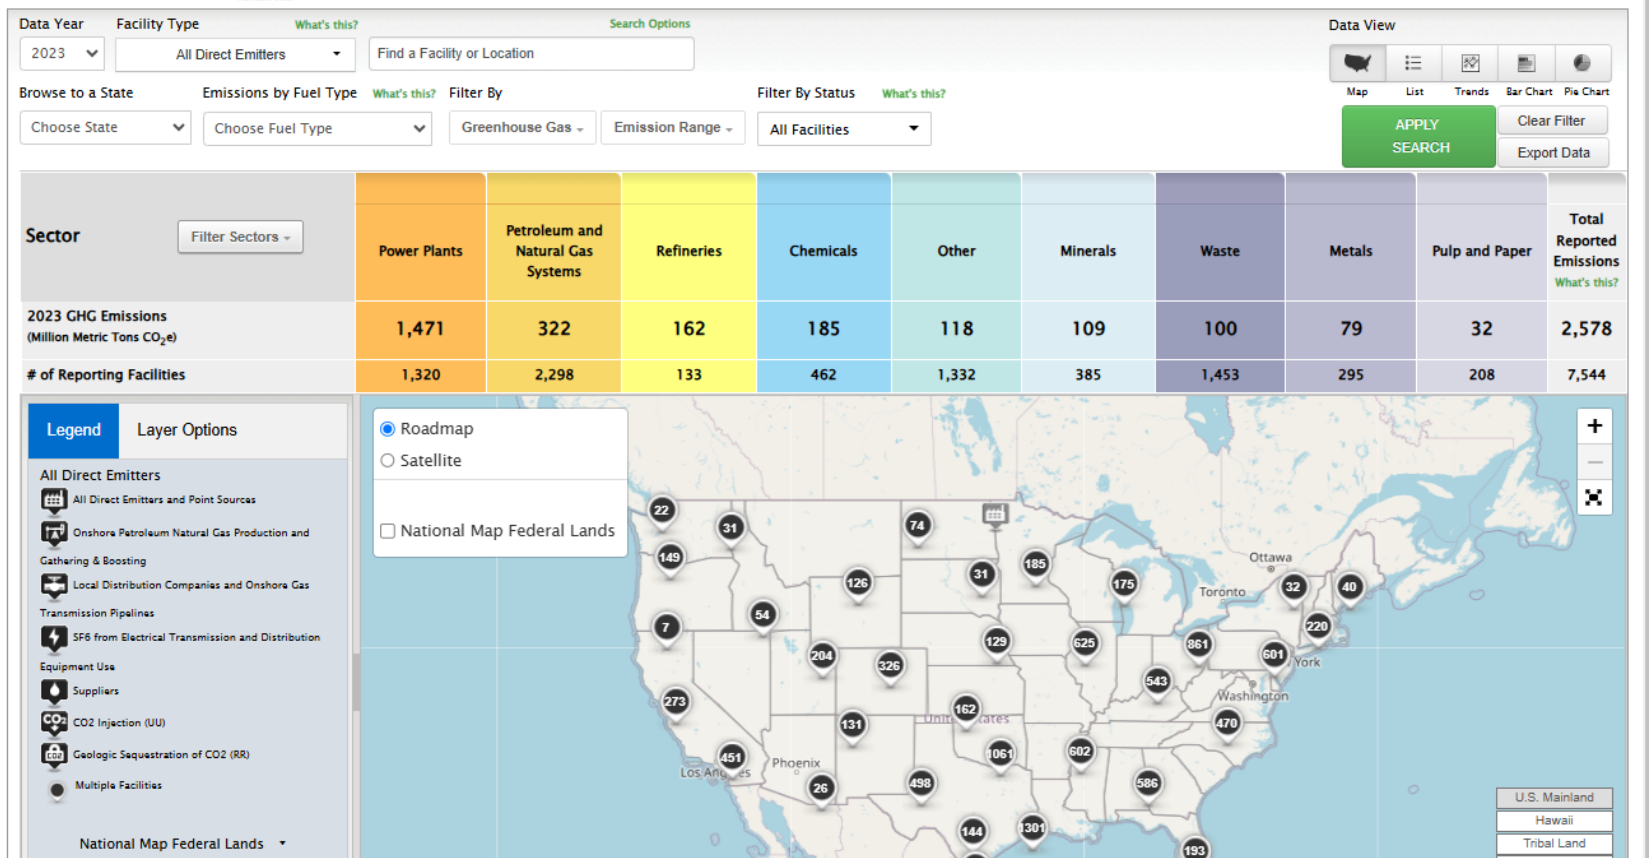 Data Year
Facility Type
What's this?
Search Options
Data View
2023
All Direct Emitters
Find a Facility or Location
Map
List
Trends
Bar Chart
Pie Chart
Browse to a State
Emissions by Fuel Type
What's this?
Filter By
Filter By Status
What's this?
Choose State
Choose Fuel Type
Greenhouse Gas
Emission Range
All Facilities
APPLY
SEARCH
Clear Filter
Export Data
Sector
Filter Sectors
Power Plants
Petroleum and
Natural Gas
Systems
Refineries
Chemicals
Other
Minerals
Waste
Metals
Pulp and Paper
Total
Reported
Emissions
What's this?
2023 GHG Emissions
(Million Metric Tons CO2e)
1,471
322
162
185
118
109
100
79
32
2,578
# of Reporting Facilities
1,320
2,298
133
462
1,332
385
1,453
295
208
7,544
Legend
Layer Options
All Direct Emitters
All Direct Emitters and Point Sources
Onshore Petroleum Natural Gas Production and
Gathering & Boosting
Local Distribution Companies and Onshore Gas
Transmission Pipelines
SF6 from Electrical Transmission and Distribution
Equipment Use
Suppliers
CO2 Injection (UU)
Geologic Sequestration of CO2 (RR)
Multiple Facilities
National Map Federal Lands
Roadmap
Satellite
National Map Federal Lands
+
−
22
31
74
149
185
Ottawa
126
31
175
Toronto
32
40
54
7
220
129
625
861
204
326
601
York
543
Washington
273
162
131
470
451
Los Angeles
Phoenix
1061
602
26
498
586
144
1301
193
U.S. Mainland
Hawaii
Tribal Land